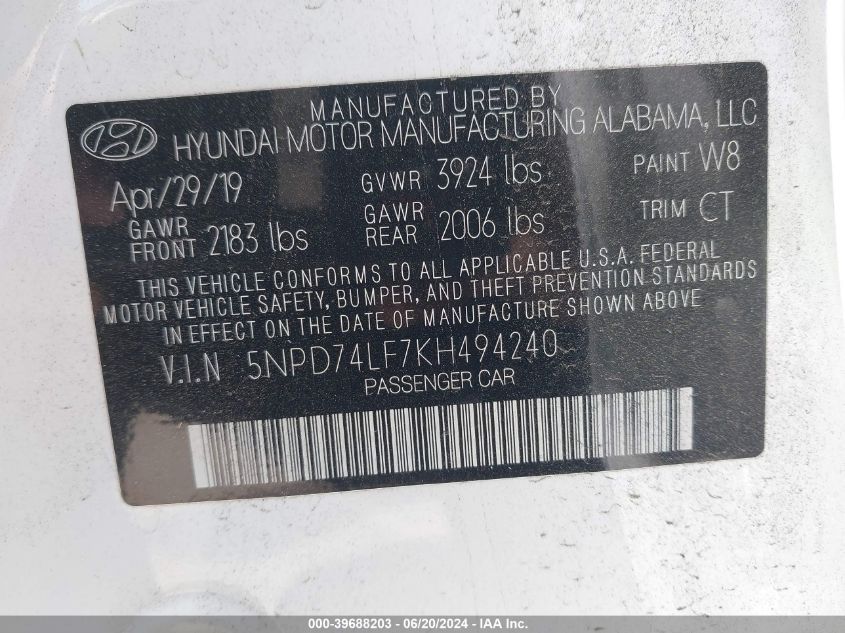 MANUFACTURED BY
HYUNDAI MOTOR MANUFACTURING ALABAMA, LLC
Apr/29/19 GVWR 3924 lbs PAINT W8
GAWR FRONT 2183 lbs GAWR REAR 2006 lbs TRIM CT
THIS VEHICLE CONFORMS TO ALL APPLICABLE U.S.A. FEDERAL
MOTOR VEHICLE SAFETY, BUMPER, AND THEFT PREVENTION STANDARDS
IN EFFECT ON THE DATE OF MANUFACTURE SHOWN ABOVE
V.I.N 5NPD74LF7KH494240
PASSENGER CAR
000-39688203 - 06/20/2024 - IAA Inc.